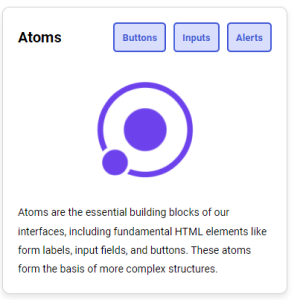 Atoms
Buttons
Inputs
Alerts
Atoms are the essential building blocks of our
interfaces, including fundamental HTML elements like
form labels, input fields, and buttons. These atoms
form the basis of more complex structures.